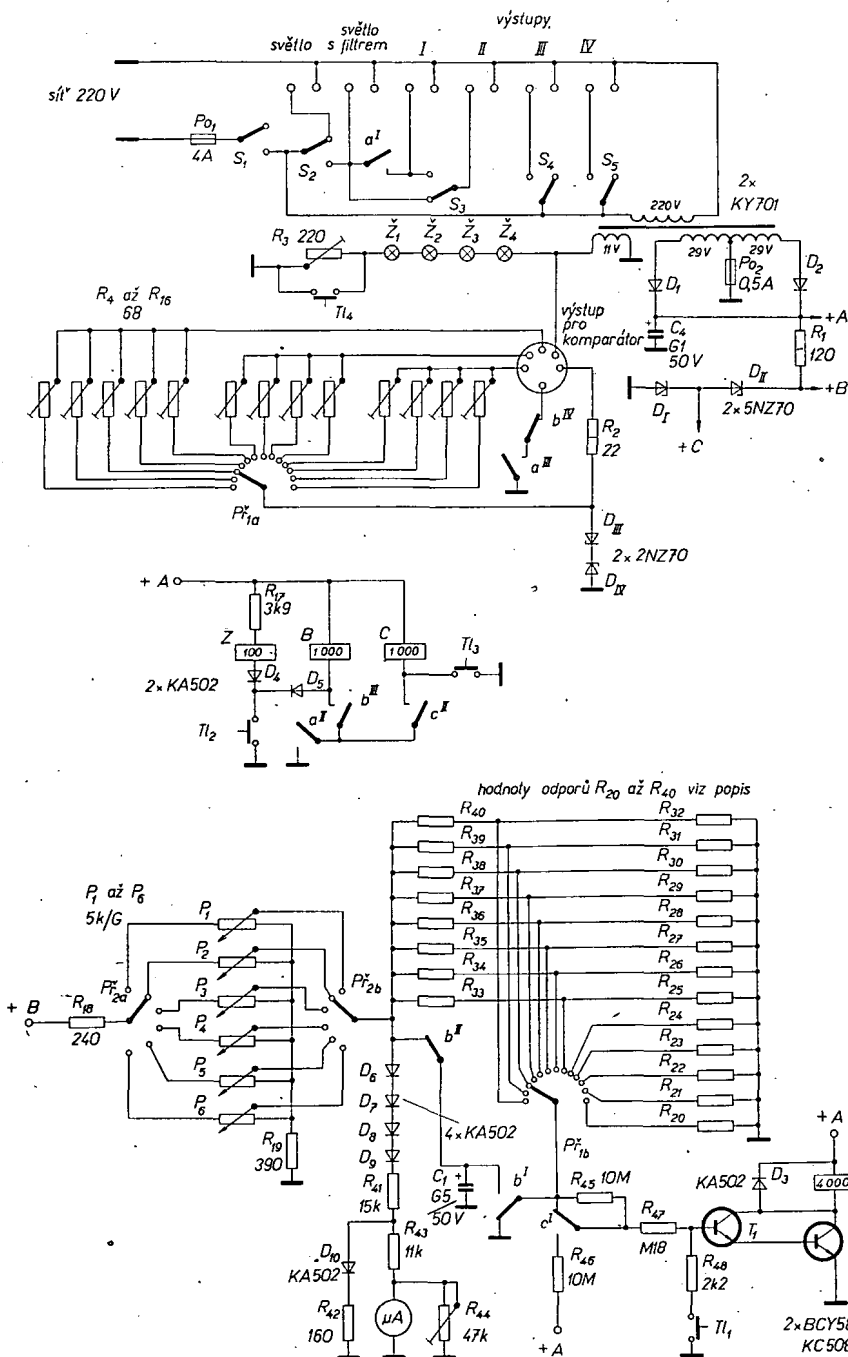 výstupy
světlo
světlo s filtrem
I
II
III
IV
síť 220 V
Po1
4A
S1
S2
aI
S3
S4
S5
220V
2×
KY701
R3 220
Ž1
Ž2
Ž3
Ž4
11V
29V
29V
D1
Po2
0,5A
D2
Tl4
R4 až R16
68
výstup
pro
komparátor
+A
C4
G1
50V
R1
120
+B
DI
DII
2×5NZ70
+C
bIV
aIII
R2
22
Př1a
DIII
2×2NZ70
DIV
+ A
R17
3k9
Z
100
B
1 000
C
1 000
Tl3
D4
2×KA502
D5
bIII
cII
aII
Tl2
hodnoty odporů R20 až R40 viz popis
R40
R32
R39
R31
R38
R30
R37
R29
R36
R28
R35
R27
R34
R26
R33
R25
R24
R23
R22
R21
R20
P1 až P6
5k/G
P1
P2
P3
P4
P5
P6
Př2a
Př2b
+ B
R18
240
R19
390
bII
D6
D7
D8
D9
4×KA502
R41
15k
C1
G5
50V
bI
Př1b
R45 10M
cI
R47
M18
R46
10M
+A
R48
2k2
Tl1
T1
KA502
D3
+ A
4 000
D10
KA502
R43
11k
R42
160
μA
R44
47k
2×BCY58
KC508